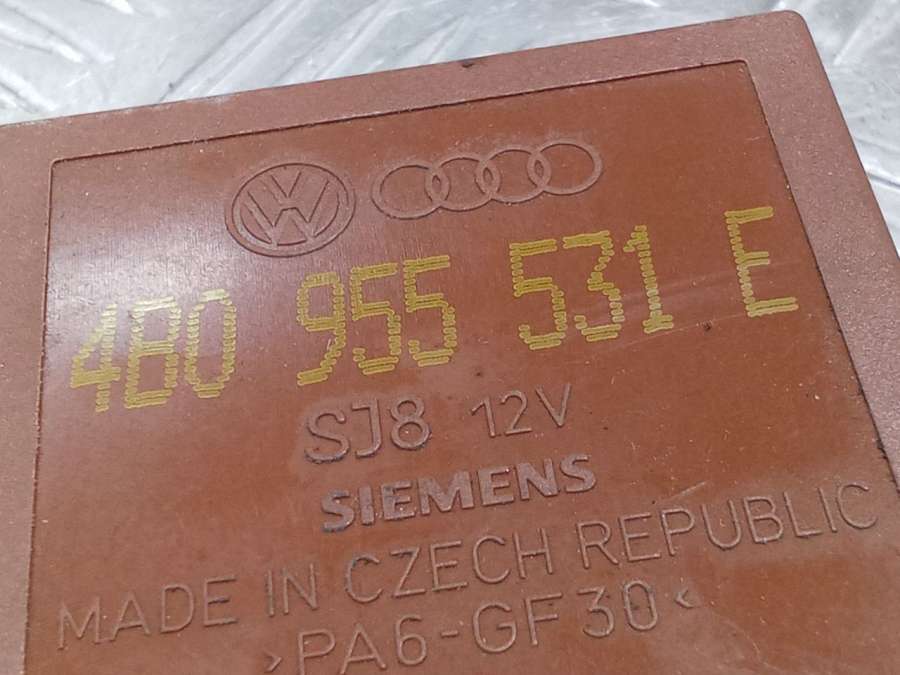 4B0 955 531 E
SJ8 12V
SIEMENS
MADE IN CZECH REPUBLIC
>PA6-GF30<